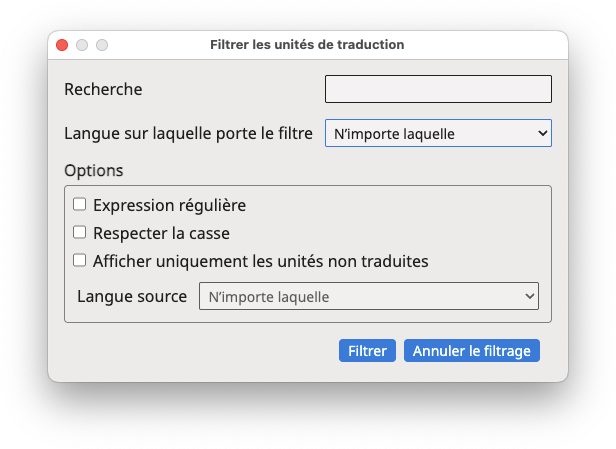 Filtrer les unités de traduction
Recherche
Langue sur laquelle porte le filtre N’importe laquelle
Options
Expression régulière
Respecter la casse
Afficher uniquement les unités non traduites
Langue source N’importe laquelle
Filtrer Annuler le filtrage